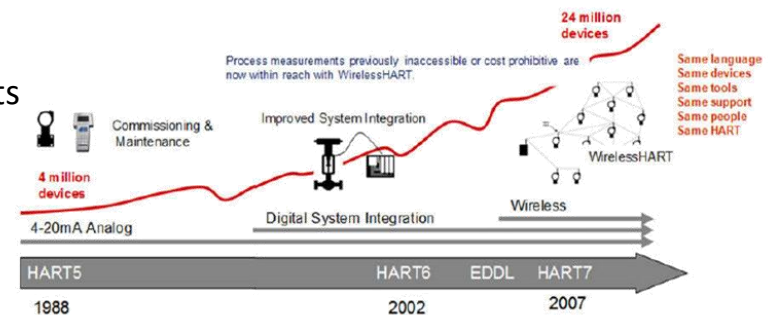 24 million
devices
Process measurements previously inaccessible or cost prohibitive are
now within reach with WirelessHART.
Same language
Same devices
Same tools
Same support
Same people
Same HART
ts
Commissioning &
Maintenance
Improved System Integration
WirelessHART
4 million
devices
Wireless
Digital System Integration
4-20mA Analog
HART5 HART6 EDDL HART7
1988 2002 2007